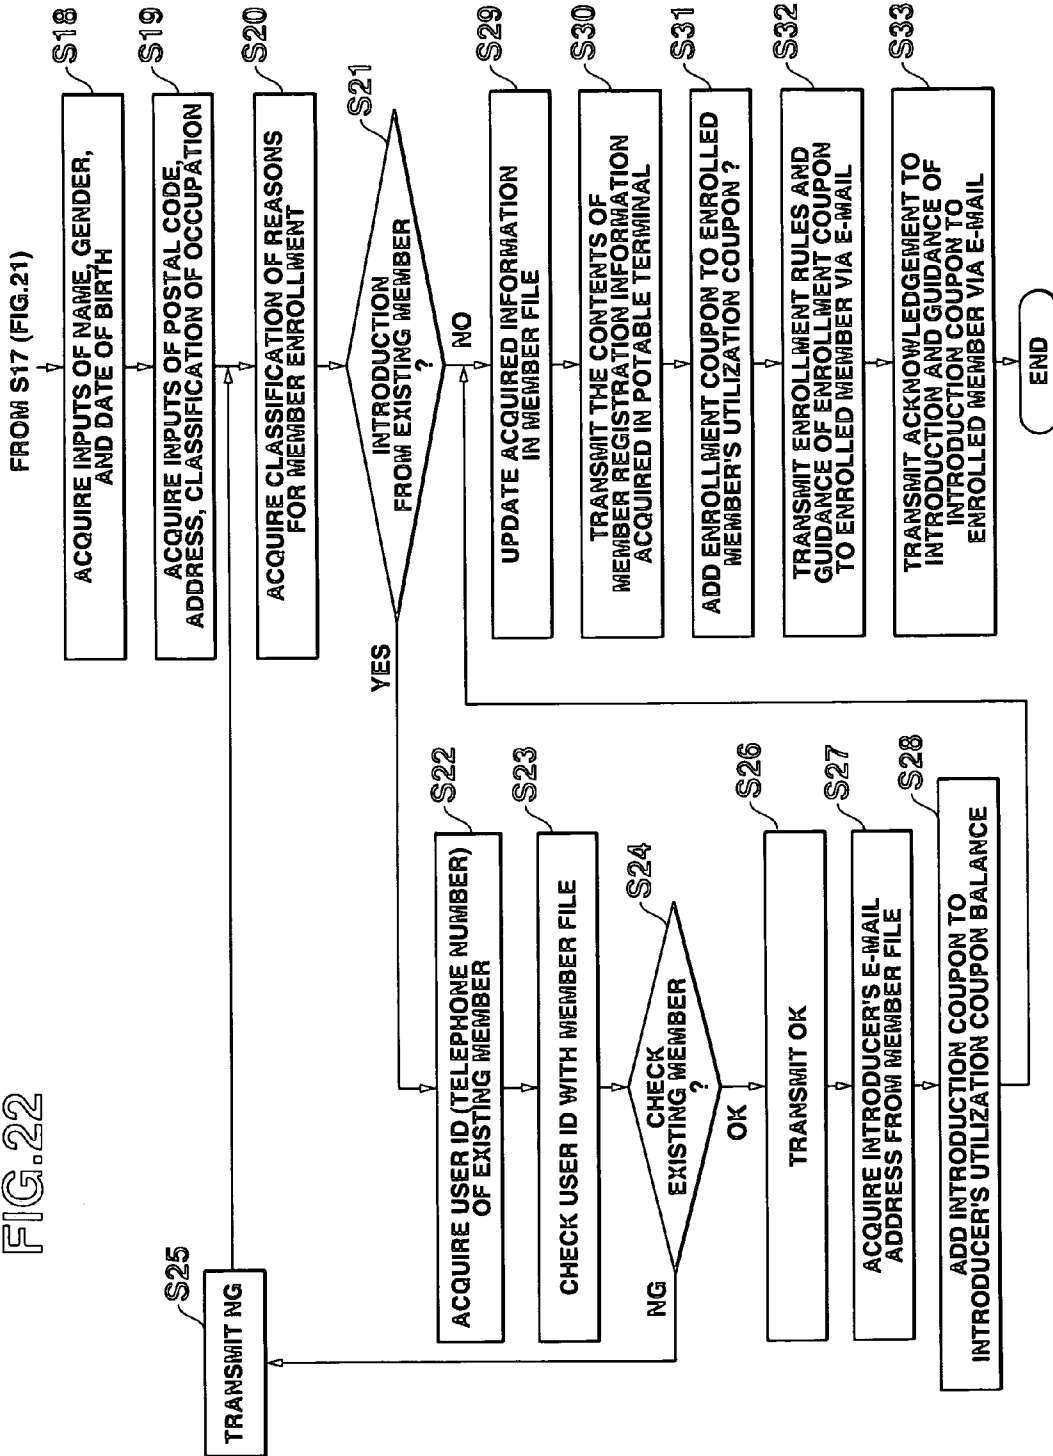 FIG.22
FROM S17 (FIG.21)
S18
ACQUIRE INPUTS OF NAME, GENDER,
AND DATE OF BIRTH
S19
ACQUIRE INPUTS OF POSTAL CODE,
ADDRESS, CLASSIFICATION OF OCCUPATION
S20
ACQUIRE CLASSIFICATION OF REASONS
FOR MEMBER ENROLLMENT
S21
INTRODUCTION
FROM EXISTING MEMBER
?
YES
NO
S22
ACQUIRE USER ID (TELEPHONE NUMBER)
OF EXISTING MEMBER
S23
CHECK USER ID WITH MEMBER FILE
S24
CHECK
EXISTING MEMBER
?
NG
OK
S25
TRANSMIT NG
S26
TRANSMIT OK
S27
ACQUIRE INTRODUCER'S E-MAIL
ADDRESS FROM MEMBER FILE
S28
ADD INTRODUCTION COUPON TO
INTRODUCER'S UTILIZATION COUPON BALANCE
S29
UPDATE ACQUIRED INFORMATION
IN MEMBER FILE
S30
TRANSMIT THE CONTENTS OF
MEMBER REGISTRATION INFORMATION
ACQUIRED IN POTABLE TERMINAL
S31
ADD ENROLLMENT COUPON TO ENROLLED
MEMBER'S UTILIZATION COUPON ?
S32
TRANSMIT ENROLLMENT RULES AND
GUIDANCE OF ENROLLMENT COUPON
TO ENROLLED MEMBER VIA E-MAIL
S33
TRANSMIT ACKNOWLEDGEMENT TO
INTRODUCTION AND GUIDANCE OF
INTRODUCTION COUPON TO
ENROLLED MEMBER VIA E-MAIL
END